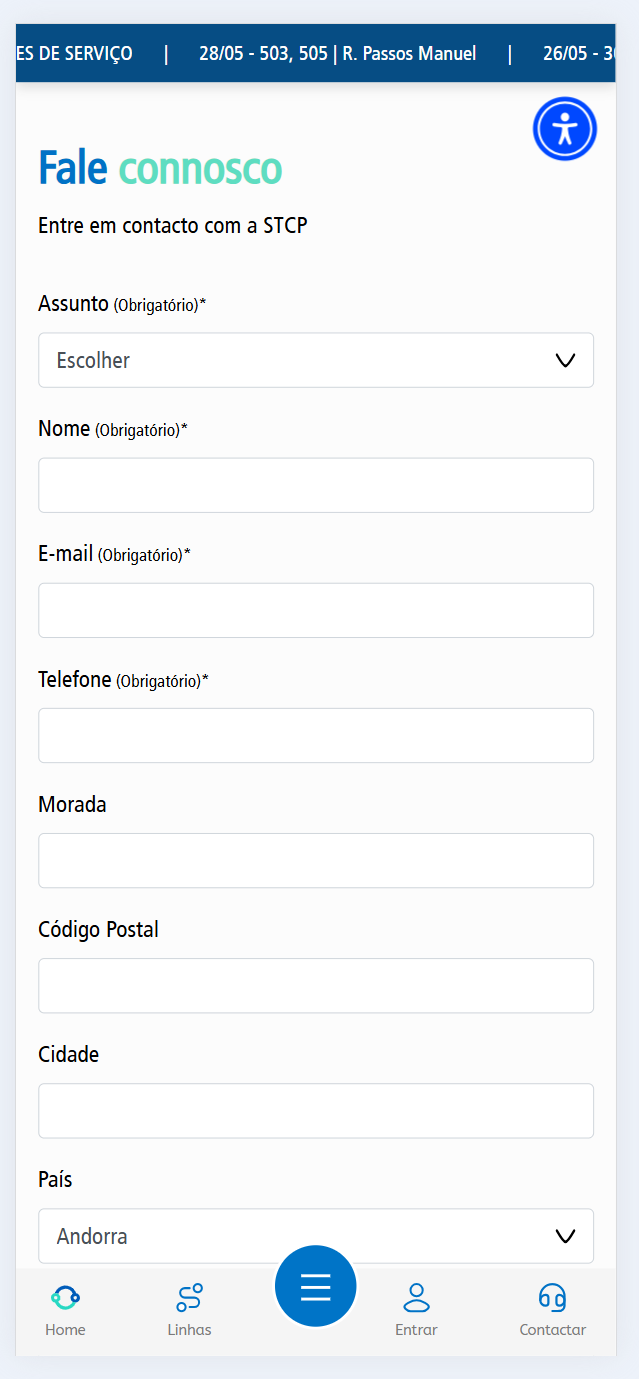 ES DE SERVIÇO | 28/05 - 503, 505 | R. Passos Manuel | 26/05 -
Fale connosco
Entre em contacto com a STCP
Assunto (Obrigatório)*
Escolher
Nome (Obrigatório)*
E-mail (Obrigatório)*
Telefone (Obrigatório)*
Morada
Código Postal
Cidade
País
Andorra
Home Linhas Entrar Contactar